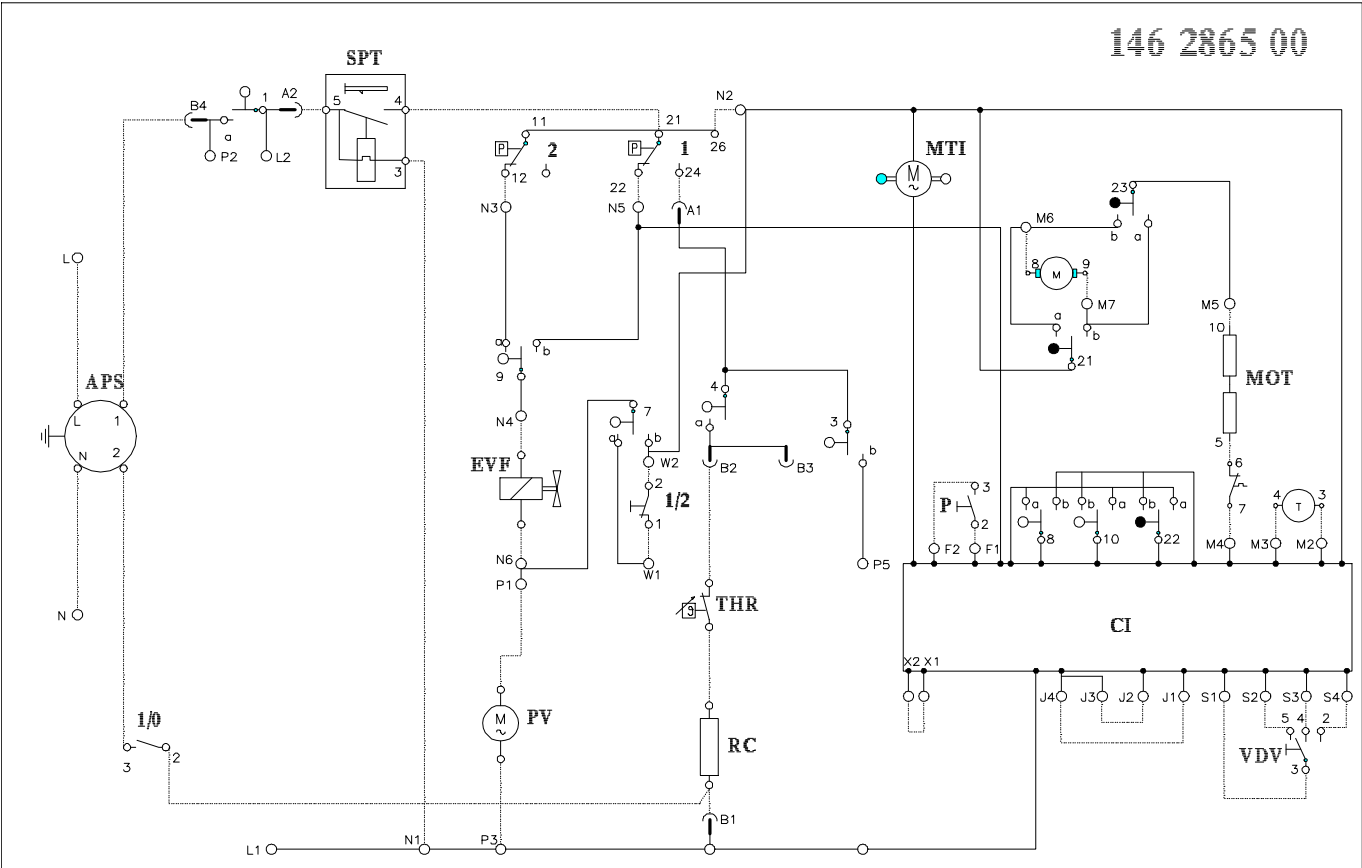 146 2865 00
SPT
B4 1 A2 5 4 N2
a
P2 L2 3
11 21
P 2 P 1 26
12 22 24
N3 N5 A1
MTI
M
~
23
M6 b a
8 M 9
M7 M5
a b 10
21
MOT
L
APS
L 1
N 2
a b
9
N4
EVF
7
a b
W2
2
1/2
1
W1
4
a
B2 B3
3
b
P5
5
6
7
4 T 3
M4 M3 M2
P 3
2
F2 F1
a b b a b a
8 10 22
N6
P1
N
THR
CI
X2 X1
J4 J3 J2 J1 S1 S2 S3 S4
5 4 2
VDV
3
1/0
3 2
M
~
PV
RC
B1
L1 N1 P3